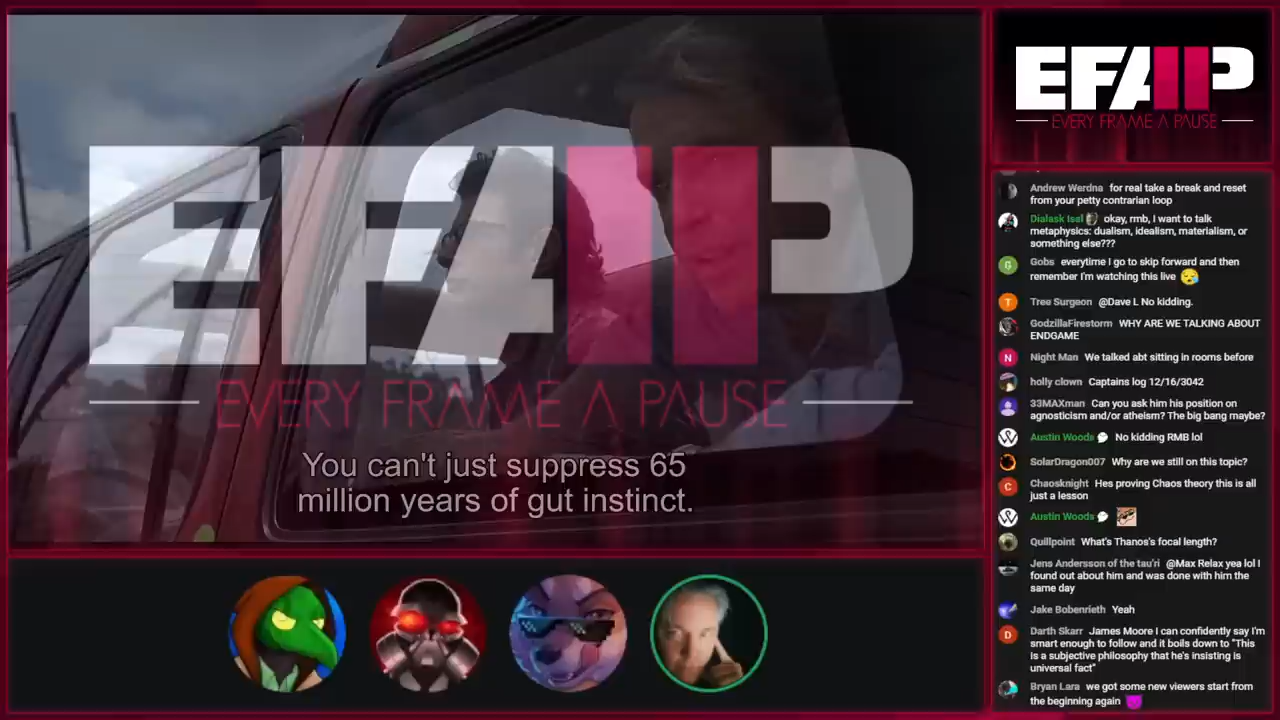 EFAP
EVERY FRAME A PAUSE
You can't just suppress 65
million years of gut instinct.
EFAP
EVERY FRAME A PAUSE
Andrew Werdna for real take a break and reset
from your petty contrarian loop
Dialask Isel okay, rmb, I want to talk
metaphysics: dualism, idealism, materialism, or
something else???
Gobs everytime I go to skip forward and then
remember I'm watching this live
Tree Surgeon @Dave L No kidding.
GodzillaFirestorm WHY ARE WE TALKING ABOUT
ENDGAME
Night Man We talked abt sitting in rooms before
holly clown Captains log 12/16/3042
33MAXman Can you ask him his position on
agnosticism and/or atheism? The big bang maybe?
Austin Woods No kidding RMB lol
SolarDragon007 Why are we still on this topic?
Chaosknight Hes proving Chaos theory this is all
just a lesson
Austin Woods
Quillpoint What's Thanos's focal length?
Jens Andersson of the tau'ri @Max Relax yea lol I
found out about him and was done with him the
same day
Jake Bobenrieth Yeah
Darth Skarr James Moore I can confidently say I'm
smart enough to follow and it boils down to "This
is a subjective philosophy that he's insisting is
universal fact"
Bryan Lara we got some new viewers start from
the beginning again